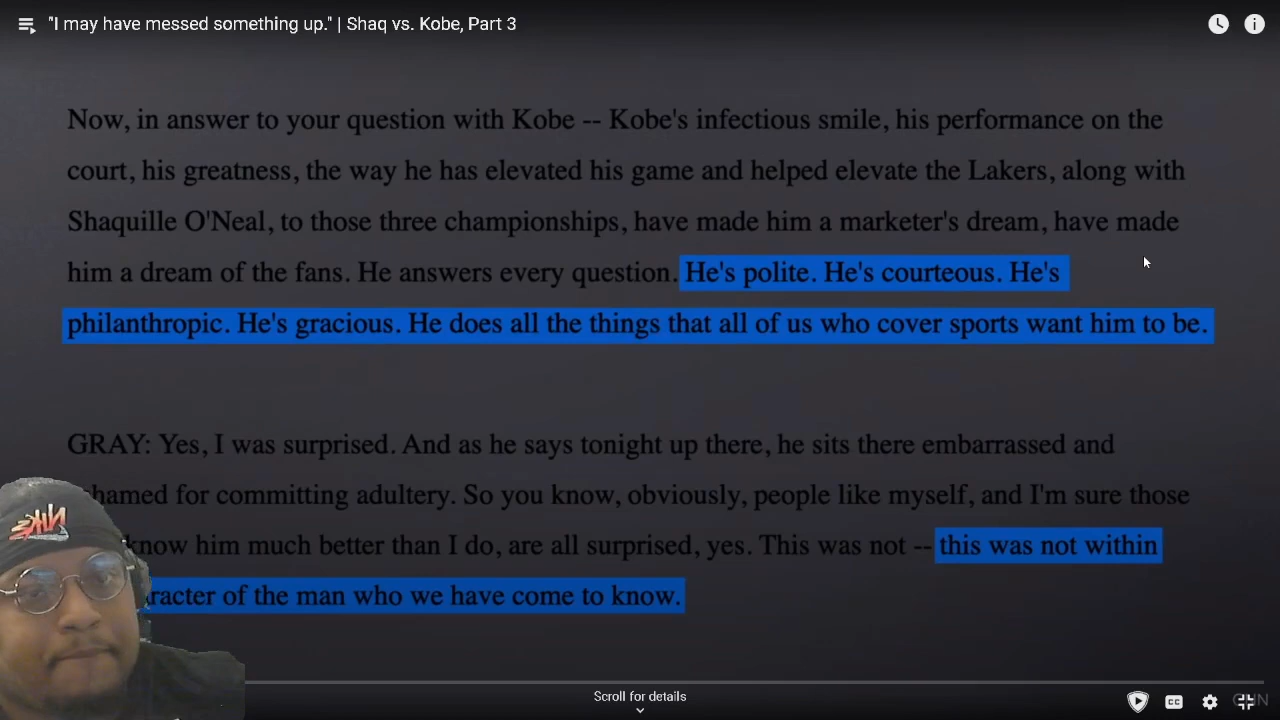 "I may have messed something up." | Shaq vs. Kobe, Part 3
Now, in answer to your question with Kobe -- Kobe's infectious smile, his performance on the
court, his greatness, the way he has elevated his game and helped elevate the Lakers, along with
Shaquille O'Neal, to those three championships, have made him a marketer's dream, have made
him a dream of the fans. He answers every question. He's polite. He's courteous. He's
philanthropic. He's gracious. He does all the things that all of us who cover sports want him to be.
GRAY: Yes, I was surprised. And as he says tonight up there, he sits there embarrassed and
hamed for committing adultery. So you know, obviously, people like myself, and I'm sure those
know him much better than I do, are all surprised, yes. This was not -- this was not within
racter of the man who we have come to know.
Scroll for details
CC